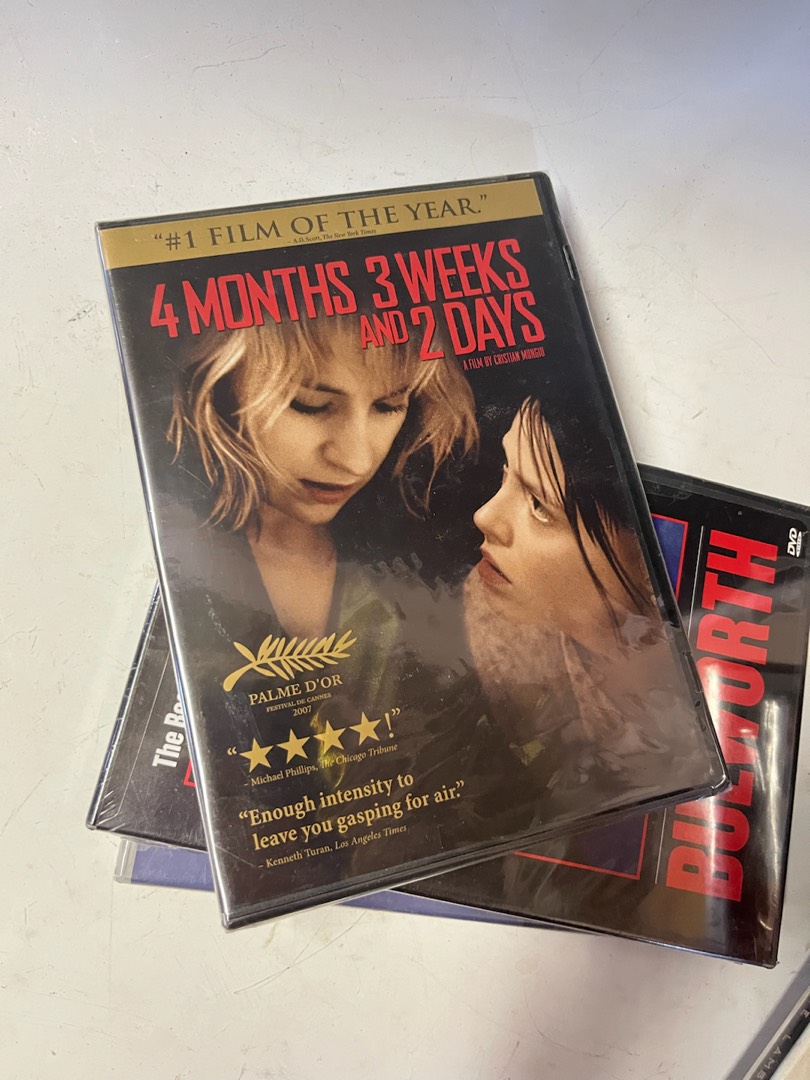 "#1 FILM OF THE YEAR."
– A.O. Scott, The New York Times
4 MONTHS 3 WEEKS
AND 2 DAYS
A FILM BY CRISTIAN MUNGIU
PALME D'OR
FESTIVAL DE CANNES
2007
"★★★★!"
– Michael Phillips, The Chicago Tribune
"Enough intensity to
leave you gasping for air."
– Kenneth Turan, Los Angeles Times
DVD
BULWORTH
The
LAMB